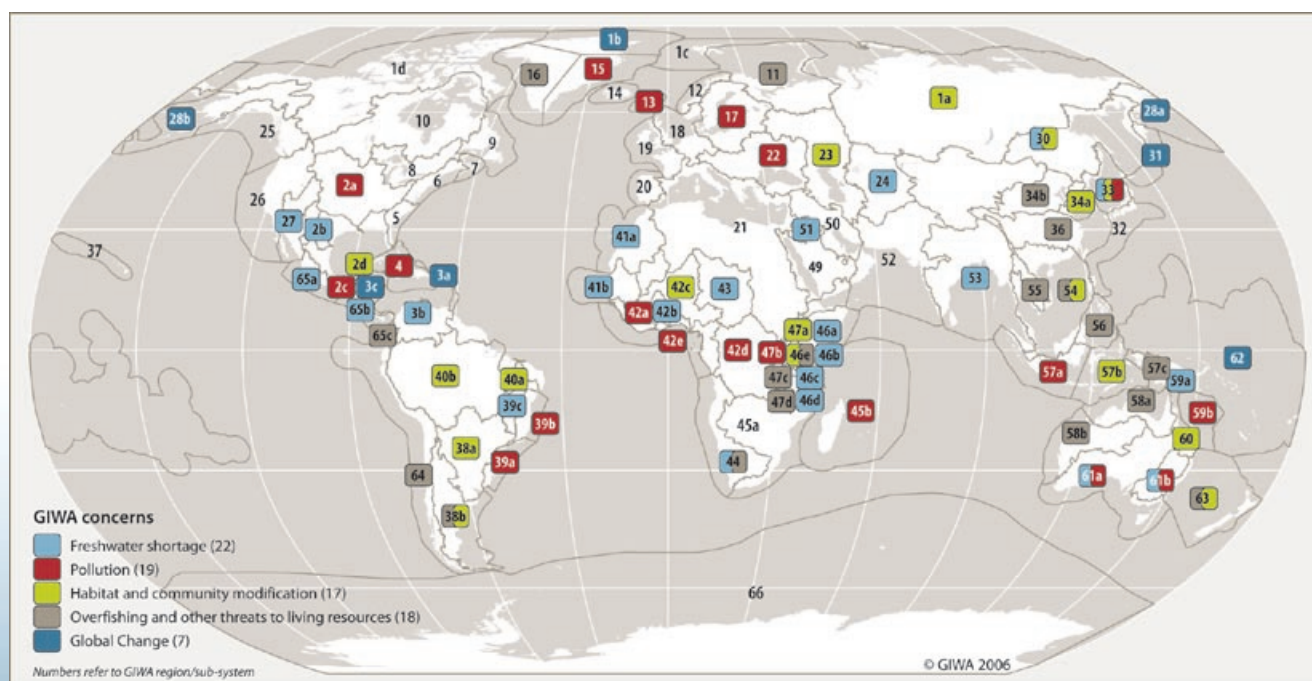 1b
1c
1d
16
15
11
14
12
13
1a
28b
28a
25
10
17
18
9
30
19
22
23
31
8
7
6
2a
24
34b
33
34a
20
26
5
27
2b
21
51
50
36
32
41a
37
49
52
2d
4
3a
53
65a
2c
3c
41b
42c
43
55
54
65b
3b
42a
42b
47a
46a
56
65c
42e
42d
47b
46e
46b
62
57a
57b
57c
59a
40b
40a
47c
46c
39c
47d
46d
58a
45b
59b
39b
45a
58b
60
38a
39a
44
64
61a
61b
63
38b
GIWA concerns
Freshwater shortage (22)
Pollution (19)
Habitat and community modification (17)
Overfishing and other threats to living resources (18)
Global Change (7)
66
Numbers refer to GIWA region/sub-system
© GIWA 2006